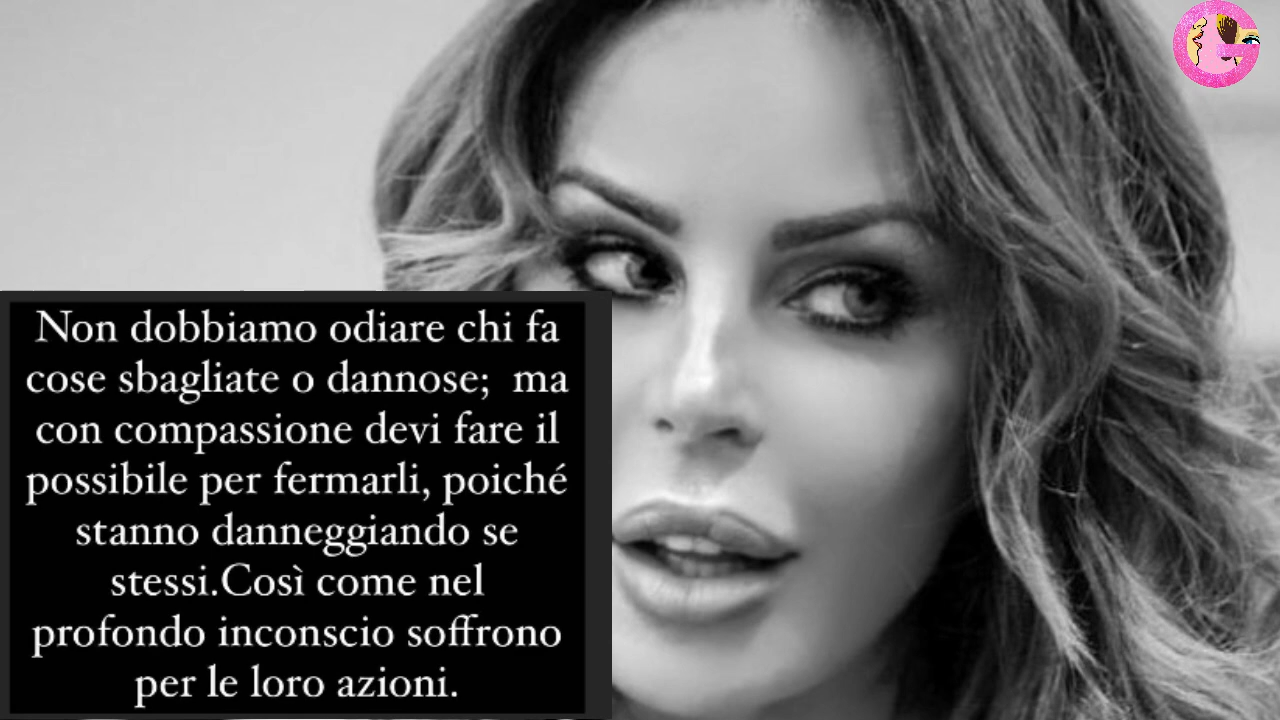 Non dobbiamo odiare chi fa
cose sbagliate o dannose;  ma
con compassione devi fare il
possibile per fermarli, poiché
stanno danneggiando se
stessi.Così come nel
profondo inconscio soffrono
per le loro azioni.